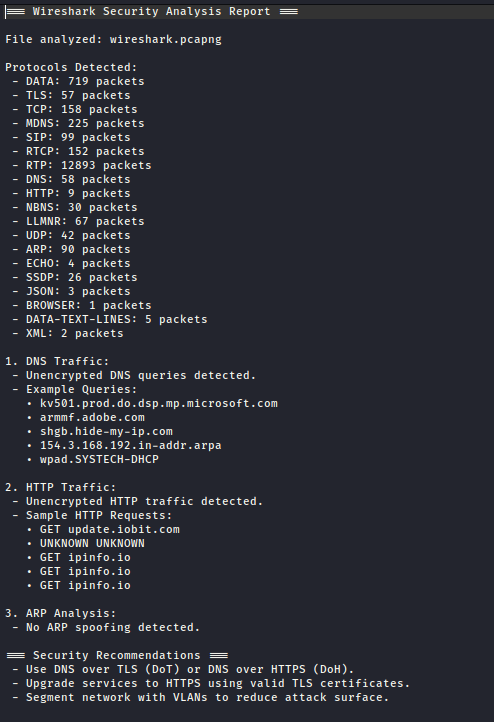 === Wireshark Security Analysis Report ===
File analyzed: wireshark.pcapng
Protocols Detected:
- DATA: 719 packets
- TLS: 57 packets
- TCP: 158 packets
- MDNS: 225 packets
- SIP: 99 packets
- RTCP: 152 packets
- RTP: 12893 packets
- DNS: 58 packets
- HTTP: 9 packets
- NBNS: 30 packets
- LLMNR: 67 packets
- UDP: 42 packets
- ARP: 90 packets
- ECHO: 4 packets
- SSDP: 26 packets
- JSON: 3 packets
- BROWSER: 1 packets
- DATA-TEXT-LINES: 5 packets
- XML: 2 packets
1. DNS Traffic:
- Unencrypted DNS queries detected.
- Example Queries:
• kv501.prod.do.dsp.mp.microsoft.com
• armmf.adobe.com
• shgb.hide-my-ip.com
• 154.3.168.192.in-addr.arpa
• wpad.SYSTECH-DHCP
2. HTTP Traffic:
- Unencrypted HTTP traffic detected.
- Sample HTTP Requests:
• GET update.iobit.com
• UNKNOWN UNKNOWN
• GET ipinfo.io
• GET ipinfo.io
• GET ipinfo.io
3. ARP Analysis:
- No ARP spoofing detected.
=== Security Recommendations ===
- Use DNS over TLS (DoT) or DNS over HTTPS (DoH).
- Upgrade services to HTTPS using valid TLS certificates.
- Segment network with VLANs to reduce attack surface.